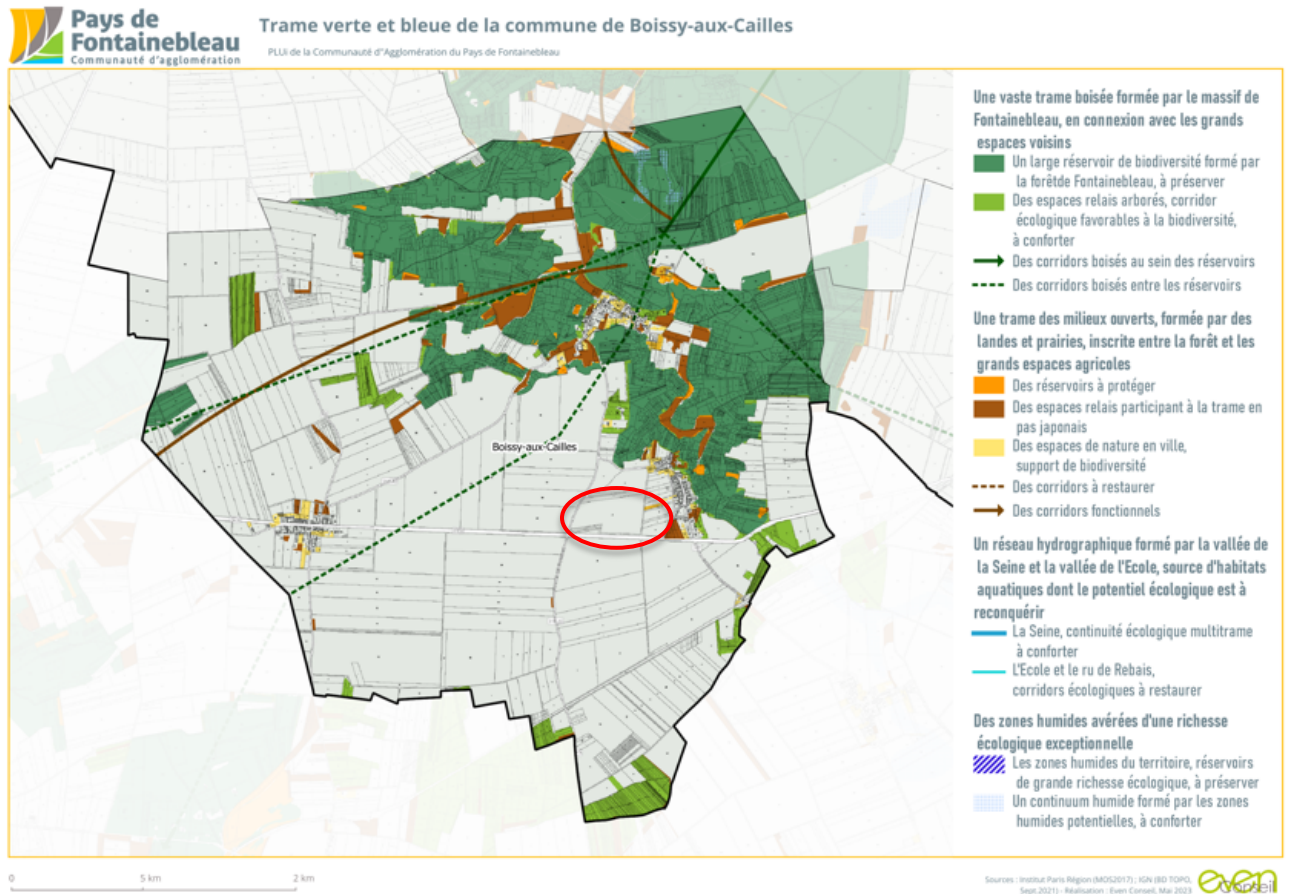 Pays de
Fontainebleau
Communauté d'agglomération
Trame verte et bleue de la commune de Boissy-aux-Cailles
PLUi de la Communauté d"Agglomération du Pays de Fontainebleau
Une vaste trame boisée formée par le massif de
Fontainebleau, en connexion avec les grands
espaces voisins
Un large réservoir de biodiversité formé par
la forêtde Fontainebleau, à préserver
Des espaces relais arborés, corridor
écologique favorables à la biodiversité,
à conforter
Des corridors boisés au sein des réservoirs
Des corridors boisés entre les réservoirs
Une trame des milieux ouverts, formée par des
landes et prairies, inscrite entre la forêt et les
grands espaces agricoles
Des réservoirs à protéger
Des espaces relais participant à la trame en
pas japonais
Des espaces de nature en ville,
support de biodiversité
Des corridors à restaurer
Des corridors fonctionnels
Un réseau hydrographique formé par la vallée de
la Seine et la vallée de l'Ecole, source d'habitats
aquatiques dont le potentiel écologique est à
reconquérir
La Seine, continuité écologique multitrame
à conforter
L'Ecole et le ru de Rebais,
corridors écologiques à restaurer
Des zones humides avérées d'une richesse
écologique exceptionnelle
Les zones humides du territoire, réservoirs
de grande richesse écologique, à préserver
Un continuum humide formé par les zones
humides potentielles, à conforter
Boissy-aux-Cailles
0 5 km 2 km
Sources : Institut Paris Région (MOS2017) ; IGN (BD TOPO,
Sept.2021) - Réalisation : Even Conseil, Mai 2023
even
Conseil